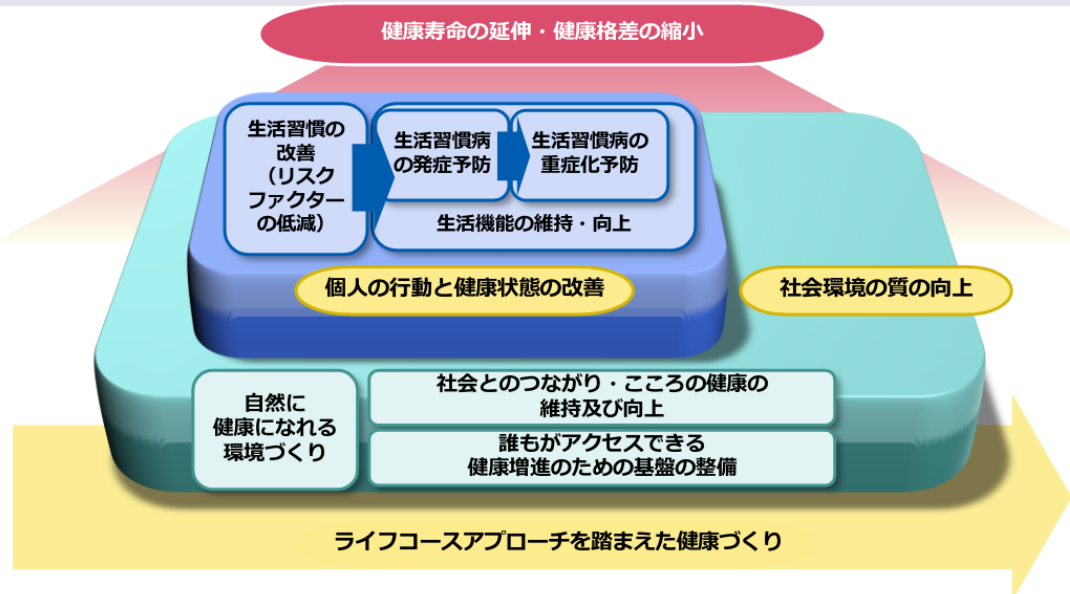 健康寿命の延伸・健康格差の縮小
生活習慣の
改善
（リスク
ファクター
の低減）
生活習慣病
の発症予防
生活習慣病の
重症化予防
生活機能の維持・向上
個人の行動と健康状態の改善
社会環境の質の向上
自然に
健康になれる
環境づくり
社会とのつながり・こころの健康の
維持及び向上
誰もがアクセスできる
健康増進のための基盤の整備
ライフコースアプローチを踏まえた健康づくり